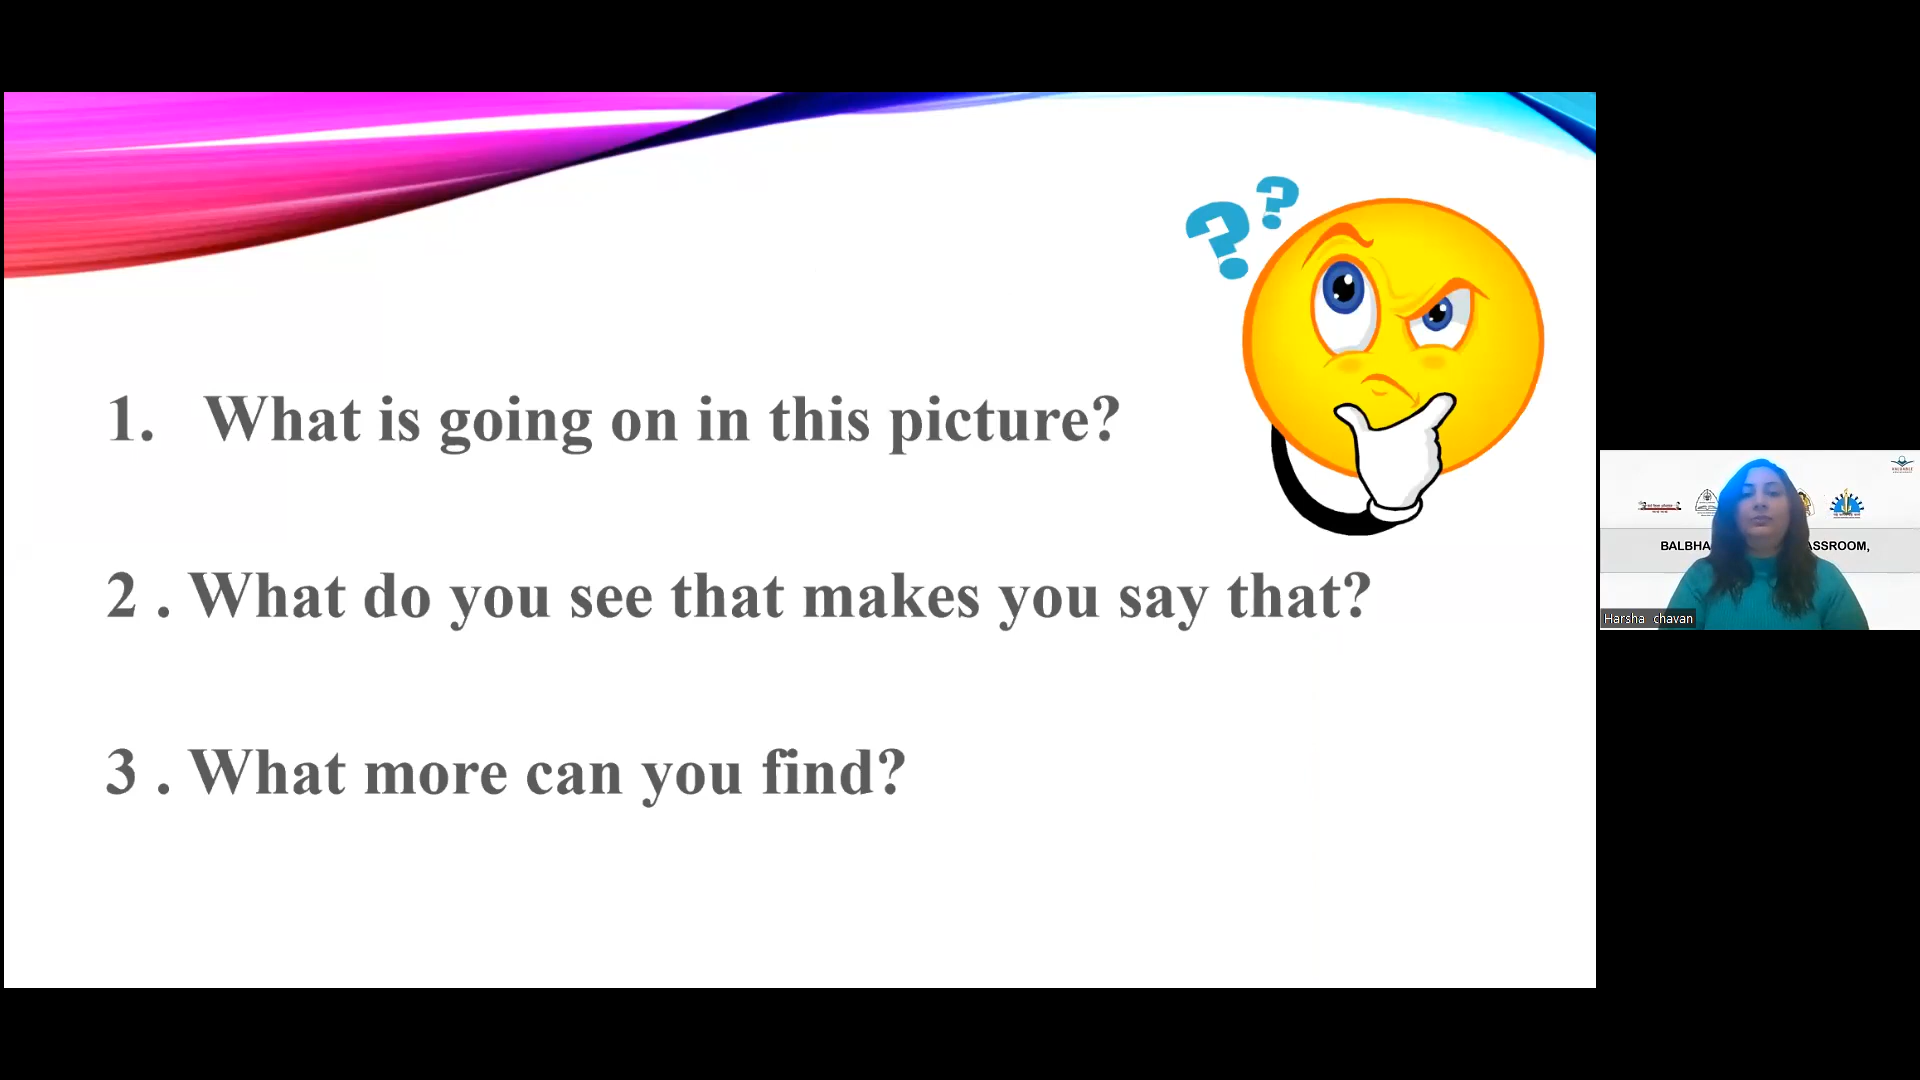 1. What is going on in this picture?
2 . What do you see that makes you say that?
3 . What more can you find?
? ?
BALBHA ASSROOM,
Harsha chavan